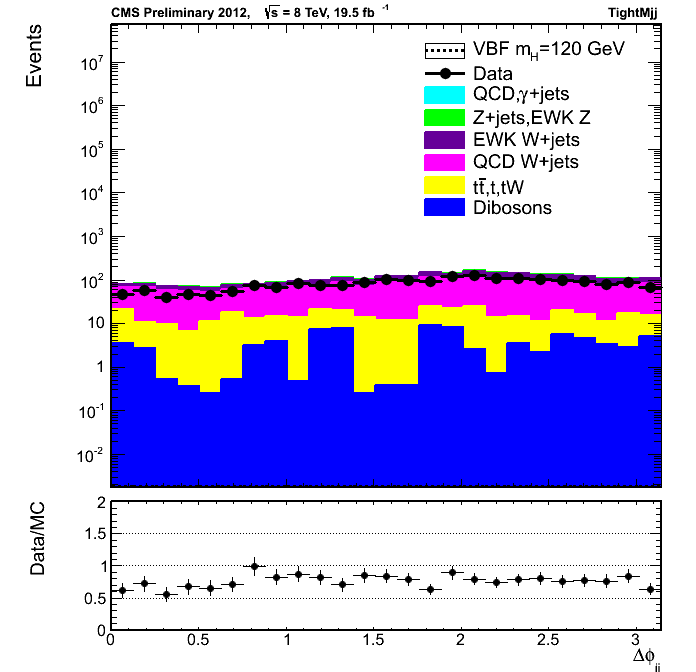 CMS Preliminary 2012, √s = 8 TeV, 19.5 fb⁻¹ TightMjj
Events
VBF m_H=120 GeV
Data
QCD,γ+jets
Z+jets,EWK Z
EWK W+jets
QCD W+jets
tt̄,t,tW
Dibosons
10⁷
10⁶
10⁵
10⁴
10³
10²
10
1
10⁻¹
10⁻²
Data/MC
2
1.5
1
0.5
0
0 0.5 1 1.5 2 2.5 3
Δϕ_jj